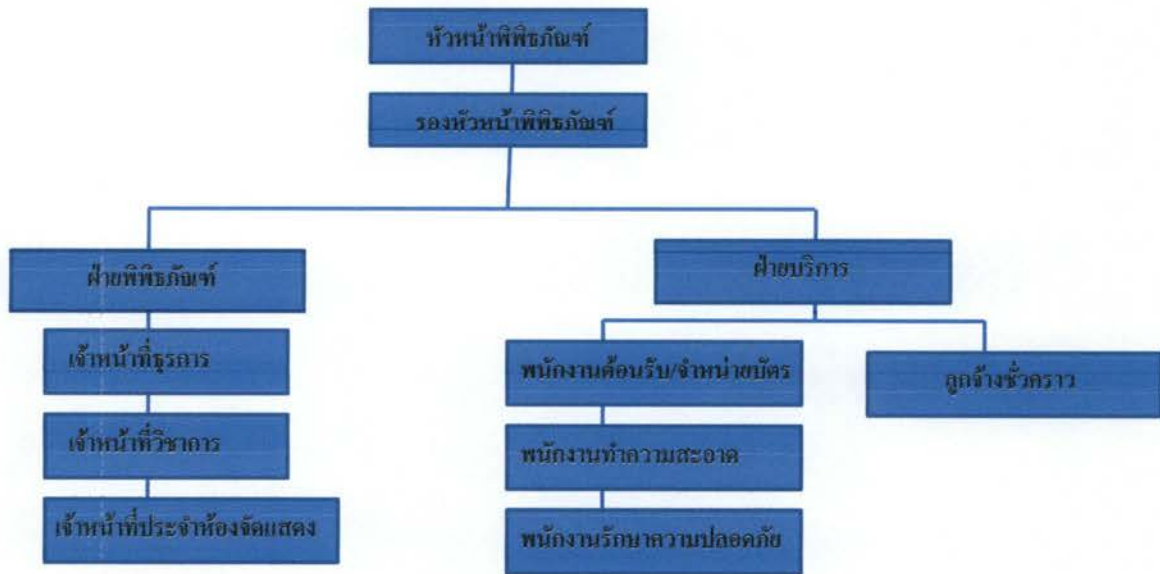 หัวหน้าพิพิธภัณฑ์
รองหัวหน้าพิพิธภัณฑ์
ฝ่ายพิพิธภัณฑ์
ฝ่ายบริการ
เจ้าหน้าที่ธุรการ
พนักงานต้อนรับ/จำหน่ายบัตร
ลูกจ้างชั่วคราว
เจ้าหน้าที่วิชาการ
พนักงานทำความสะอาด
เจ้าหน้าที่ประจำห้องจัดแสดง
พนักงานรักษาความปลอดภัย